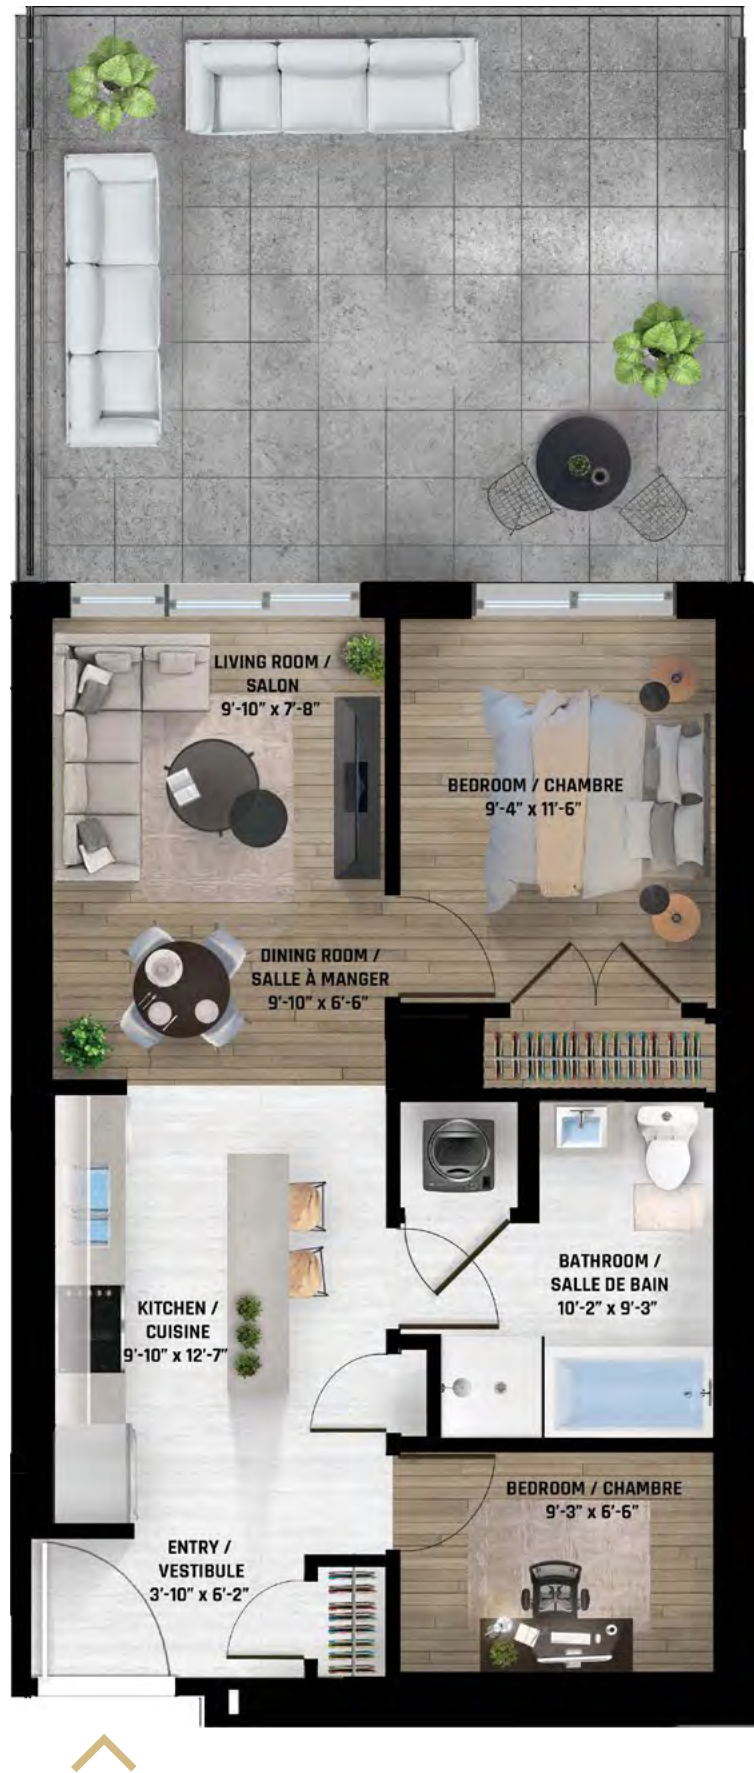 LIVING ROOM /
SALON
9'-10" x 7'-8"
BEDROOM / CHAMBRE
9'-4" x 11'-6"
DINING ROOM /
SALLE À MANGER
9'-10" x 6'-6"
KITCHEN /
CUISINE
9'-10" x 12'-7"
BATHROOM /
SALLE DE BAIN
10'-2" x 9'-3"
BEDROOM / CHAMBRE
9'-3" x 6'-6"
ENTRY /
VESTIBULE
3'-10" x 6'-2"